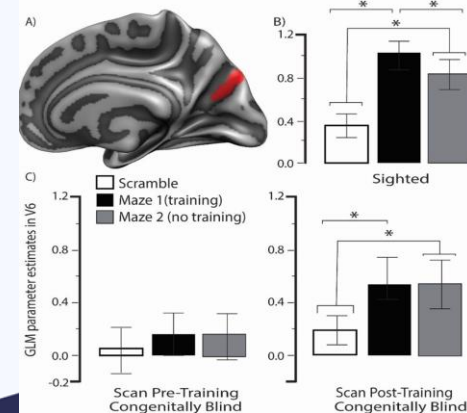 A)
B)
* *
*
1.2
0.8
0.4
0.0
Sighted
C)
Scramble
Maze 1 (training)
Maze 2 (no training)
GLM parameter estimates in V6
1.2
0.8
0.4
0.0
-0.2
Scan Pre-Training
Congenitally Blind
1.2
0.8
0.4
0.0
*
*
Scan Post-Training
Congenitally Blind